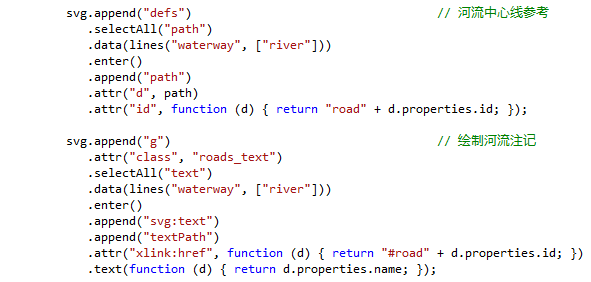 svg.append("defs") // 河流中心线参考
.selectAll("path")
.data(lines("waterway", ["river"]))
.enter()
.append("path")
.attr("d", path)
.attr("id", function (d) { return "road" + d.properties.id; });
svg.append("g") // 绘制河流注记
.attr("class", "roads_text")
.selectAll("text")
.data(lines("waterway", ["river"]))
.enter()
.append("svg:text")
.append("textPath")
.attr("xlink:href", function (d) { return "#road" + d.properties.id; })
.text(function (d) { return d.properties.name; });